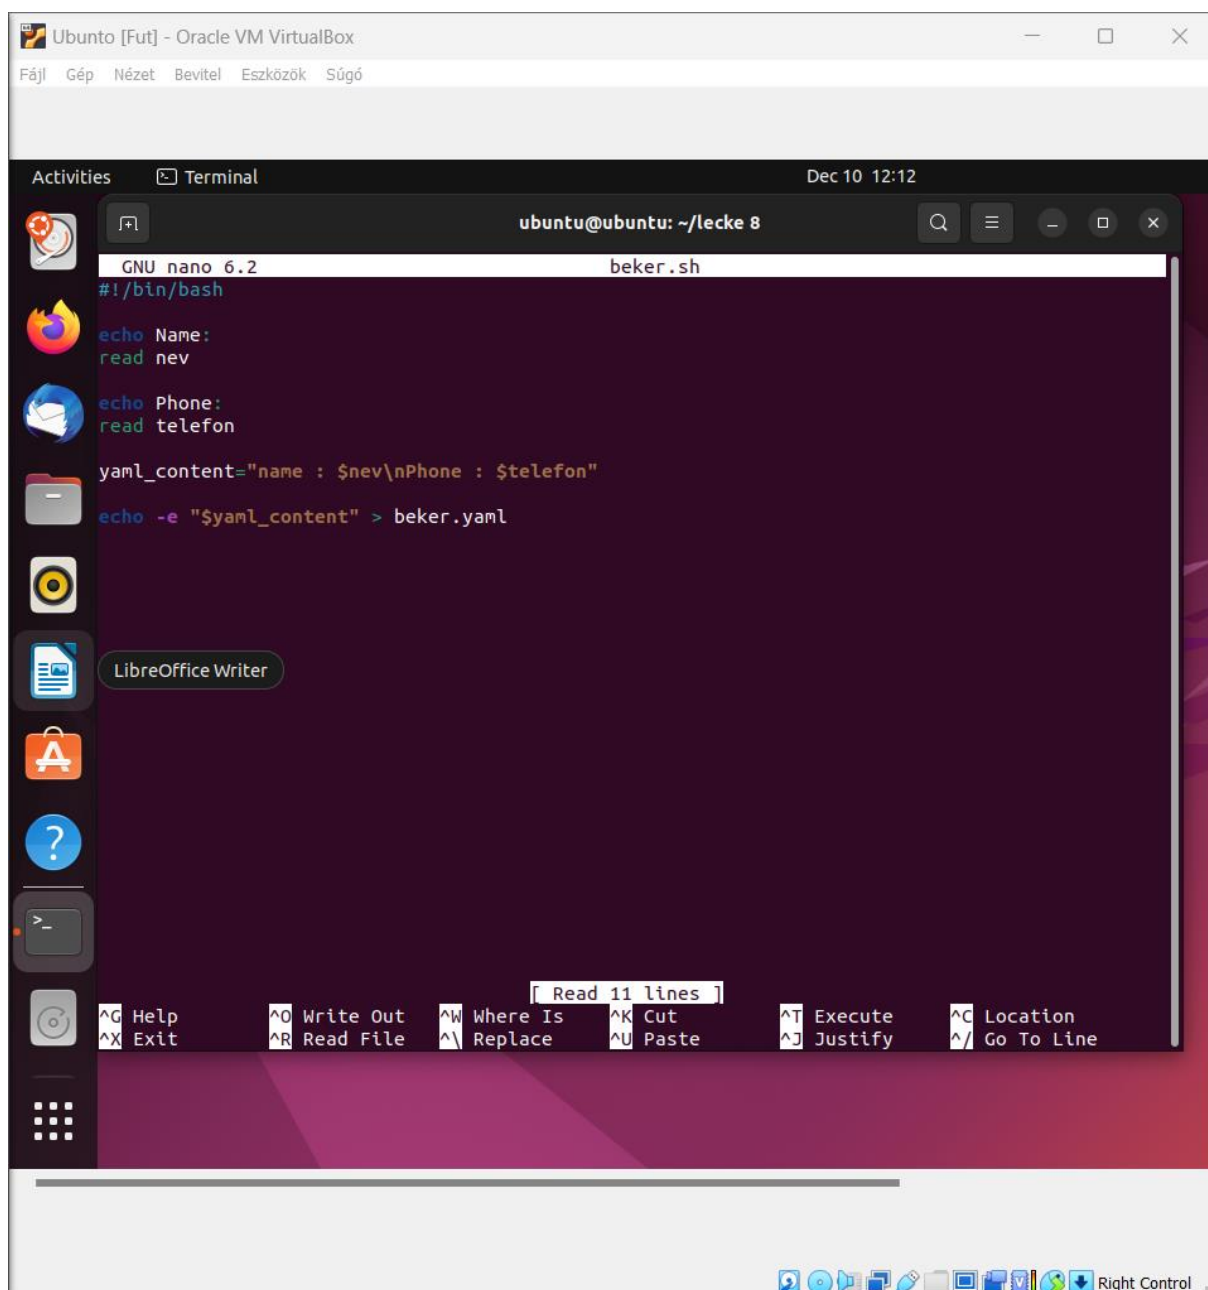 Ubunto [Fut] - Oracle VM VirtualBox
Fájl Gép Nézet Bevitel Eszközök Súgó
Activities Terminal Dec 10 12:12
ubuntu@ubuntu: ~/lecke 8
GNU nano 6.2 beker.sh
#!/bin/bash
echo Name:
read nev
echo Phone:
read telefon
yaml_content="name : $nev\nPhone : $telefon"
echo -e "$yaml_content" > beker.yaml
LibreOffice Writer
[ Read 11 lines ]
^G Help ^O Write Out ^W Where Is ^K Cut ^T Execute ^C Location
^X Exit ^R Read File ^\ Replace ^U Paste ^J Justify ^/ Go To Line
Right Control